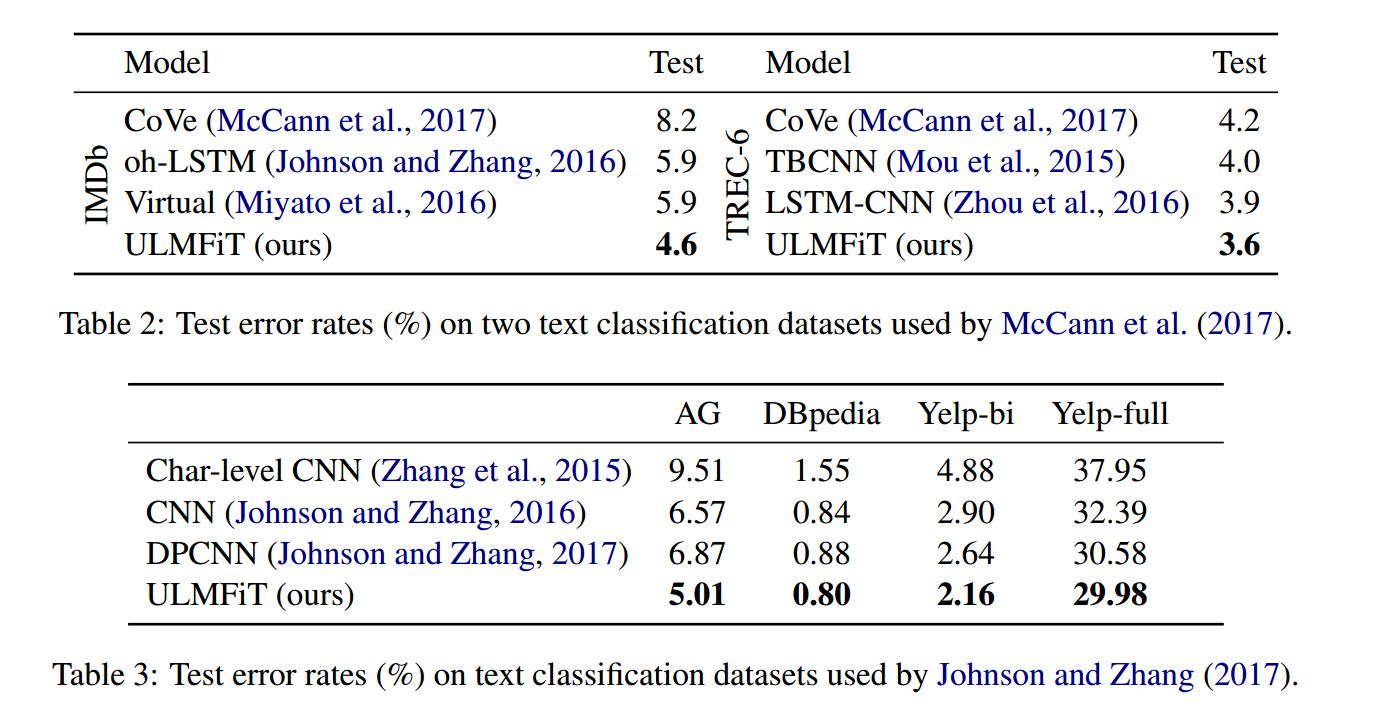 Model Test Model Test
IMDb
CoVe (McCann et al., 2017) 8.2
oh-LSTM (Johnson and Zhang, 2016) 5.9
Virtual (Miyato et al., 2016) 5.9
ULMFiT (ours) 4.6
TREC-6
CoVe (McCann et al., 2017) 4.2
TBCNN (Mou et al., 2015) 4.0
LSTM-CNN (Zhou et al., 2016) 3.9
ULMFiT (ours) 3.6
Table 2: Test error rates (%) on two text classification datasets used by McCann et al. (2017).
AG DBpedia Yelp-bi Yelp-full
Char-level CNN (Zhang et al., 2015) 9.51 1.55 4.88 37.95
CNN (Johnson and Zhang, 2016) 6.57 0.84 2.90 32.39
DPCNN (Johnson and Zhang, 2017) 6.87 0.88 2.64 30.58
ULMFiT (ours) 5.01 0.80 2.16 29.98
Table 3: Test error rates (%) on text classification datasets used by Johnson and Zhang (2017).